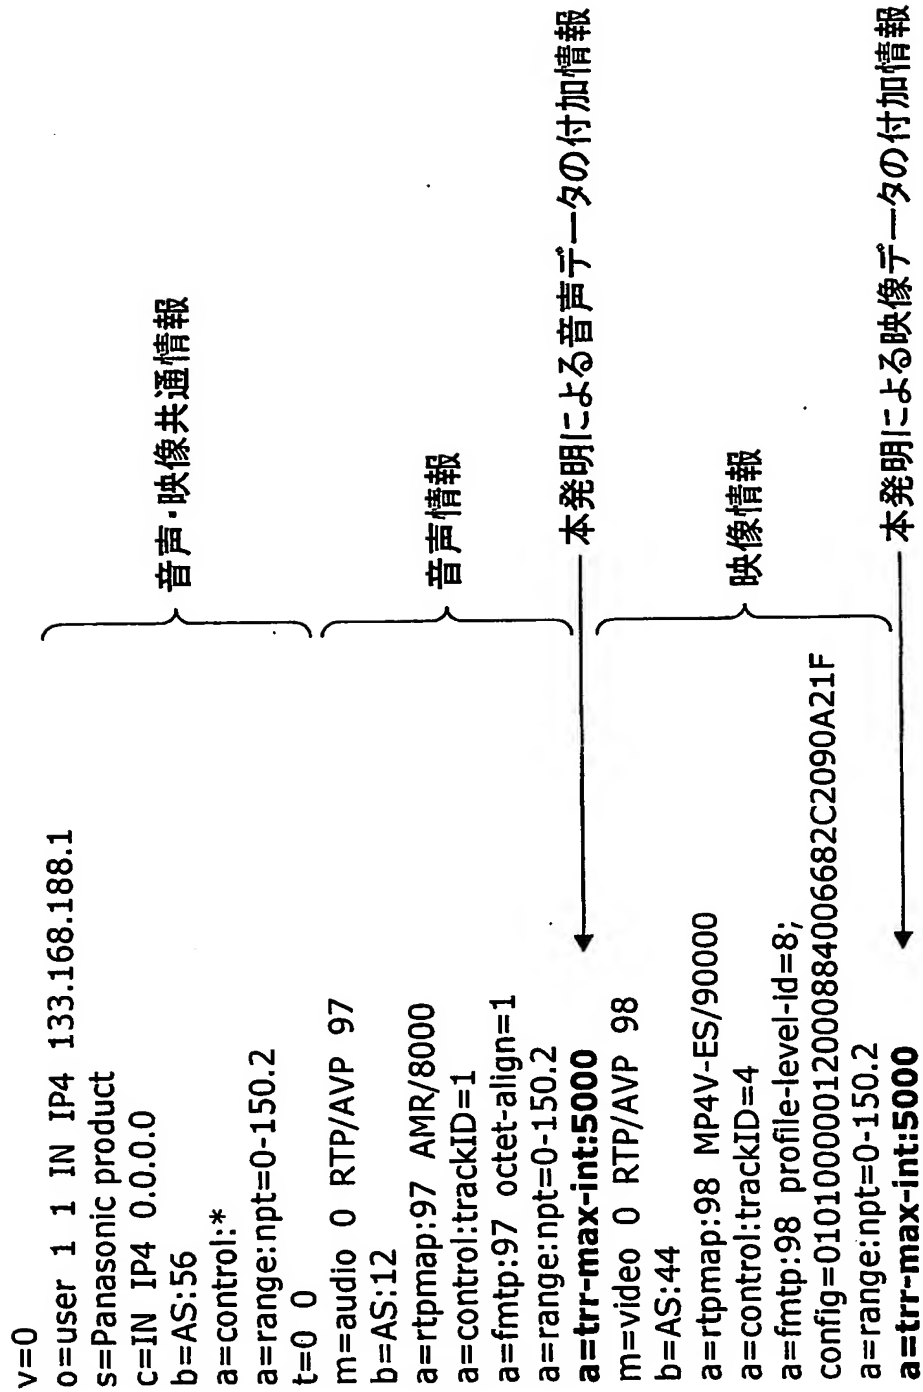 v=0
o=user 1 1 IN IP4 133.168.188.1
s=Panasonic product
c=IN IP4 0.0.0.0
b=AS:56
a=control:*
a=range:npt=0-150.2
t=0 0
音声・映像共通情報
m=audio 0 RTP/AVP 97
b=AS:12
a=rtpmap:97 AMR/8000
a=control:trackID=1
a=fmtp:97 octet-align=1
a=range:npt=0-150.2
音声情報
a=trr-max-int:5000
本発明による音声データの付加情報
m=video 0 RTP/AVP 98
b=AS:44
a=rtpmap:98 MP4V-ES/90000
a=control:trackID=4
a=fmtp:98 profile-level-id=8;
config=010100000012000884006682C2090A21F
a=range:npt=0-150.2
映像情報
a=trr-max-int:5000
本発明による映像データの付加情報